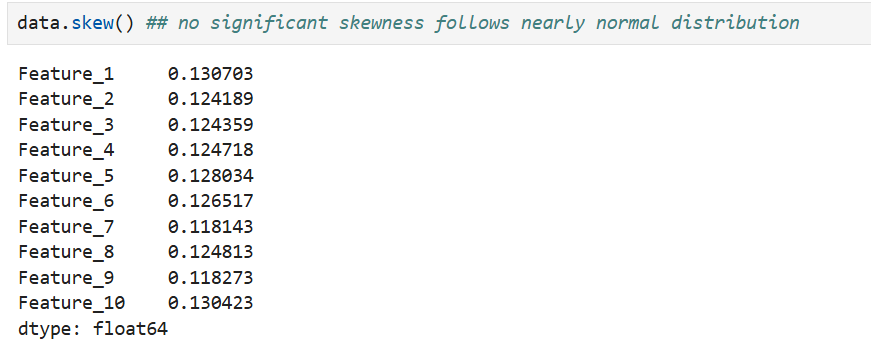 data.skew() ## no significant skewness follows nearly normal distribution
Feature_1 0.130703
Feature_2 0.124189
Feature_3 0.124359
Feature_4 0.124718
Feature_5 0.128034
Feature_6 0.126517
Feature_7 0.118143
Feature_8 0.124813
Feature_9 0.118273
Feature_10 0.130423
dtype: float64